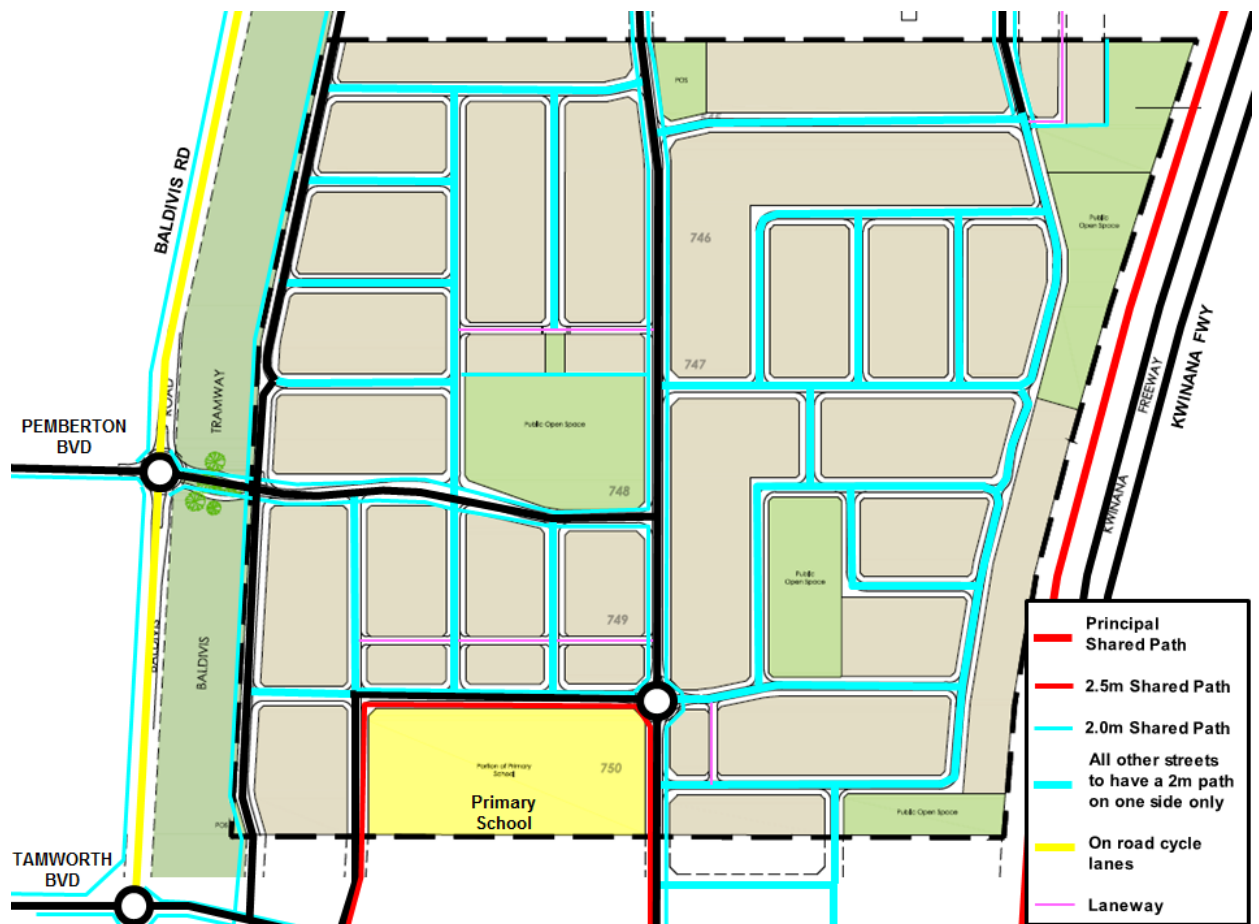 BALDIVIS RD
TRAMWAY
ROAD
PEMBERTON
BVD
BALDIVIS
BALDIVIS
TAMWORTH
BVD
POS
746
747
Public Open Space
748
749
Portion of Primary
School
750
Primary
School
Public
Open Space
Public
Open Space
Public Open Space
FREEWAY
KWINANA
KWINANA FWY
Principal
Shared Path
2.5m Shared Path
2.0m Shared Path
All other streets
to have a 2m path
on one side only
On road cycle
lanes
Laneway